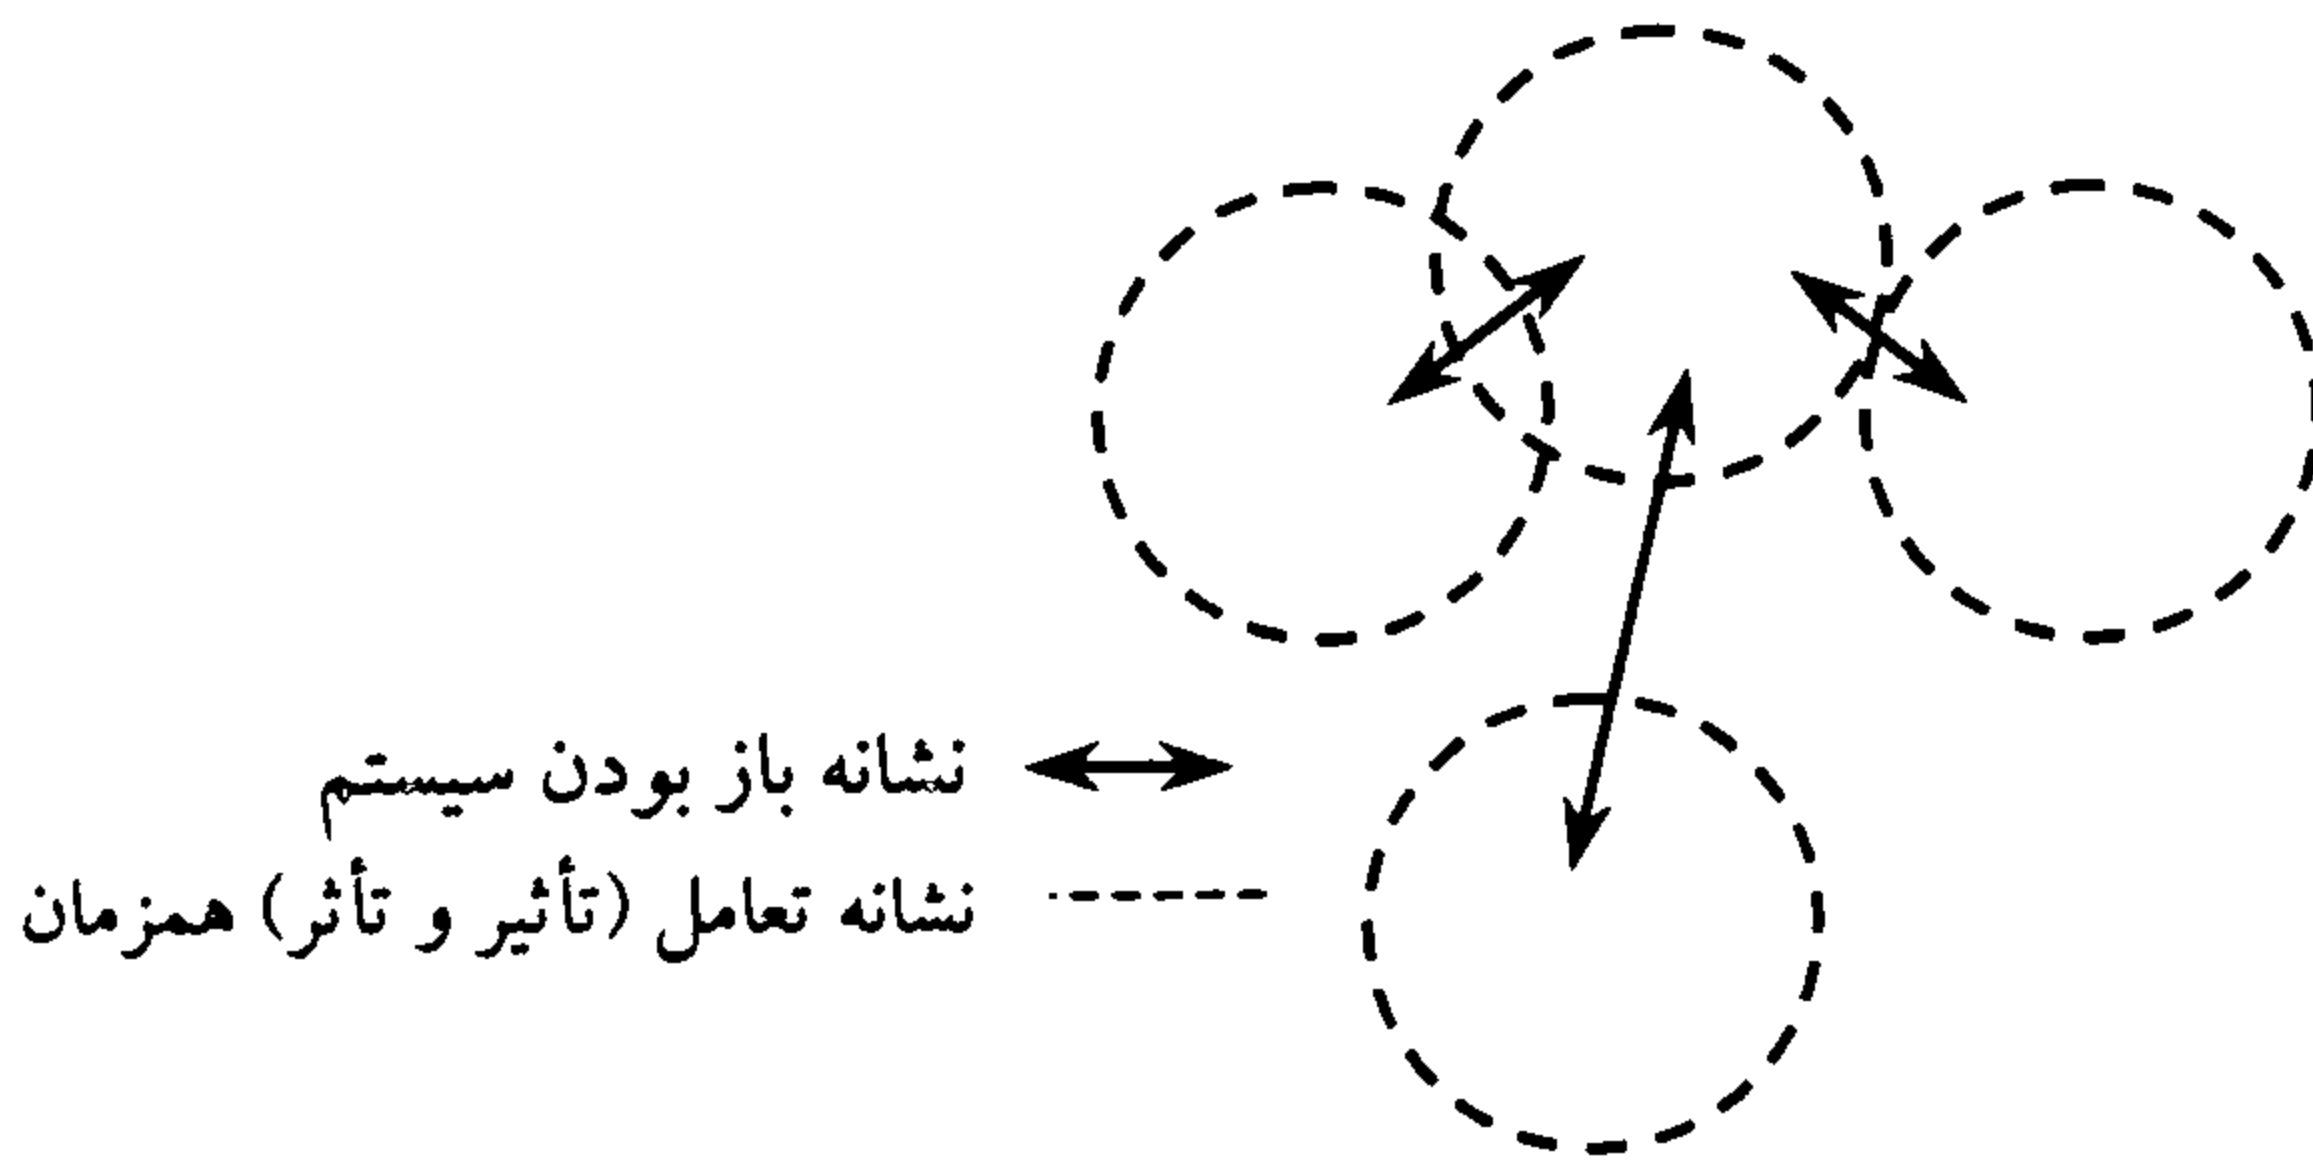 نشانه باز بودن سیستم
نشانه تعامل (تأثیر و تأثر) همزمان